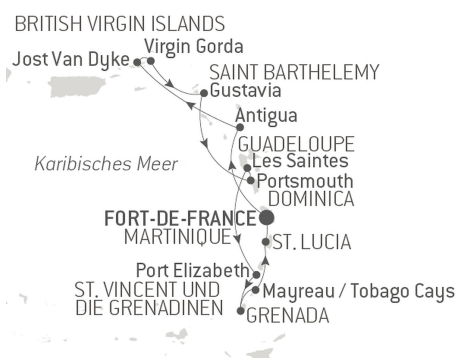 BRITISH VIRGIN ISLANDS
Virgin Gorda
Jost Van Dyke
SAINT BARTHELEMY
Gustavia
Antigua
GUADELOUPE
Karibisches Meer
Les Saintes
Portsmouth
DOMINICA
FORT-DE-FRANCE
MARTINIQUE
ST. LUCIA
Port Elizabeth
ST. VINCENT UND
DIE GRENADINEN
Mayreau / Tobago Cays
GRENADA